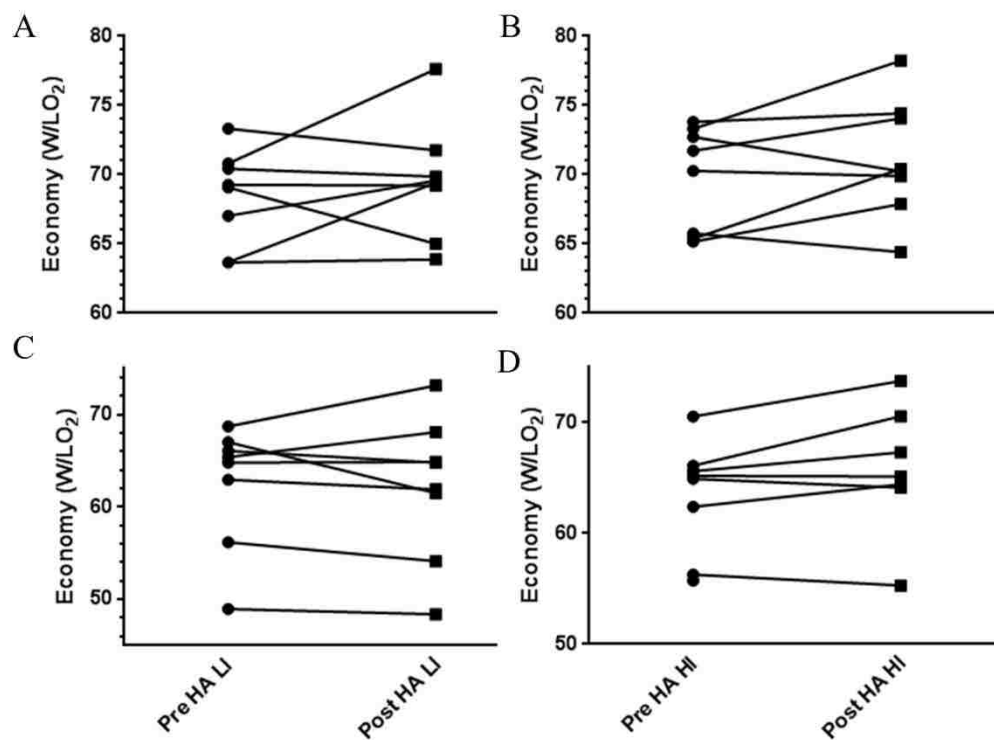 A
Economy (W/LO₂)
80
75
70
65
60
B
Economy (W/LO₂)
80
75
70
65
60
C
Economy (W/LO₂)
70
60
50
Pre HA LI
Post HA LI
D
Economy (W/LO₂)
70
60
50
Pre HA HI
Post HA HI